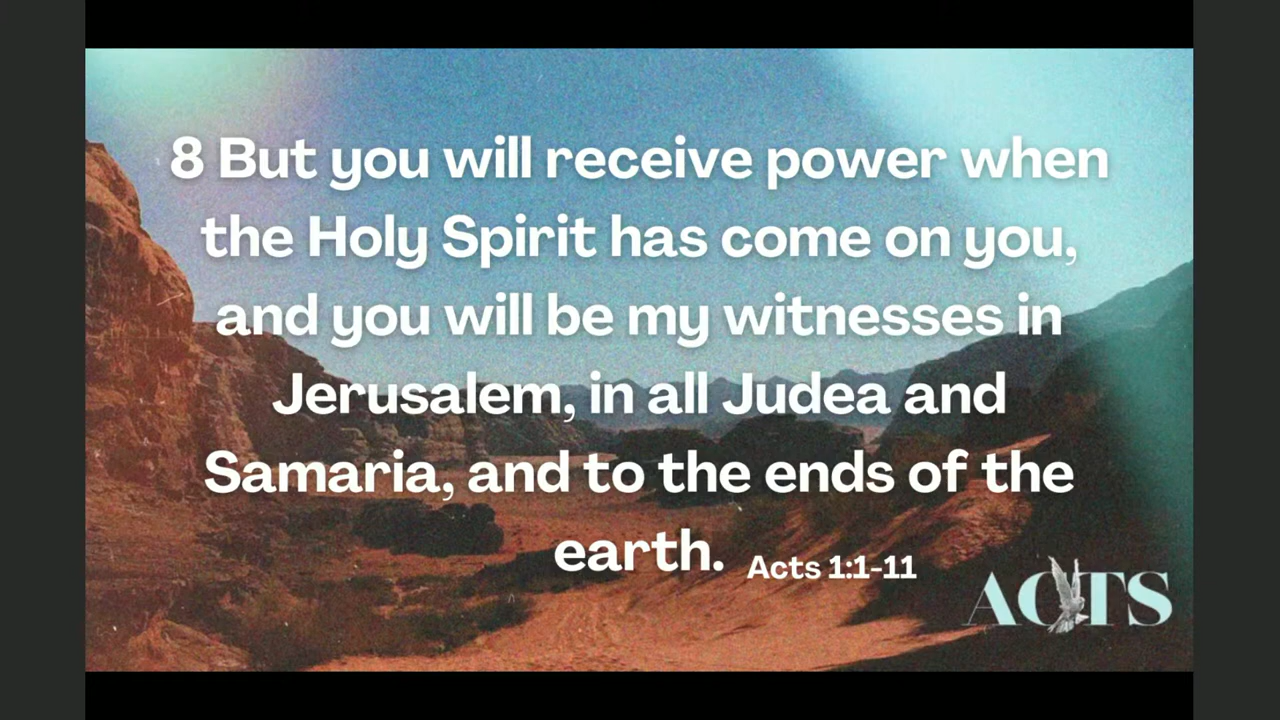 8 But you will receive power when
the Holy Spirit has come on you,
and you will be my witnesses in
Jerusalem, in all Judea and
Samaria, and to the ends of the
earth. Acts 1:1-11
ACTS